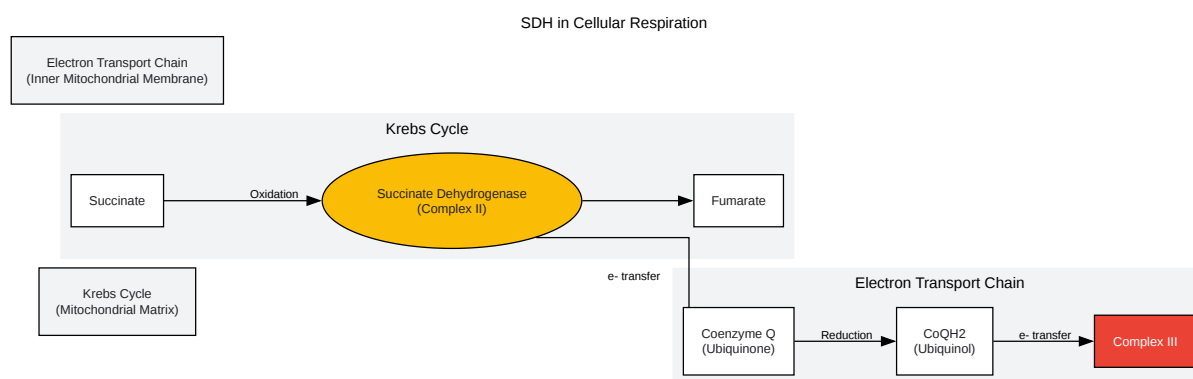 SDH in Cellular Respiration
Electron Transport Chain
(Inner Mitochondrial Membrane)
Krebs Cycle
Succinate
Oxidation
Succinate Dehydrogenase
(Complex II)
Fumarate
e- transfer
Krebs Cycle
(Mitochondrial Matrix)
Electron Transport Chain
Coenzyme Q
(Ubiquinone)
Reduction
CoQH2
(Ubiquinol)
e- transfer
Complex III